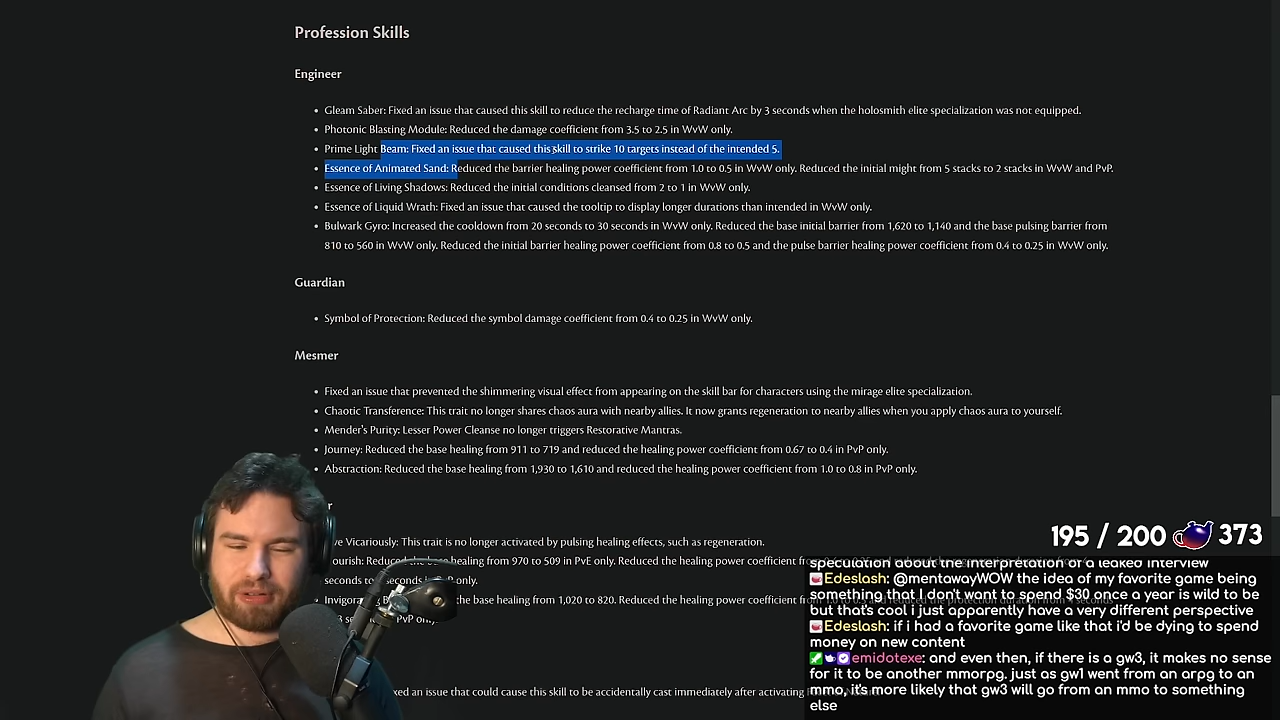 Profession Skills
Engineer
• Gleam Saber: Fixed an issue that caused this skill to reduce the recharge time of Radiant Arc by 3 seconds when the holosmith elite specialization was not equipped.
• Photonic Blasting Module: Reduced the damage coefficient from 3.5 to 2.5 in WvW only.
• Prime Light Beam: Fixed an issue that caused this skill to strike 10 targets instead of the intended 5.
• Essence of Animated Sand: Reduced the barrier healing power coefficient from 1.0 to 0.5 in WvW only. Reduced the initial might from 5 stacks to 2 stacks in WvW and PvP.
• Essence of Living Shadows: Reduced the initial conditions cleansed from 2 to 1 in WvW only.
• Essence of Liquid Wrath: Fixed an issue that caused the tooltip to display longer durations than intended in WvW only.
• Bulwark Gyro: Increased the cooldown from 20 seconds to 30 seconds in WvW only. Reduced the base initial barrier from 1,620 to 1,140 and the base pulsing barrier from
810 to 560 in WvW only. Reduced the initial barrier healing power coefficient from 0.8 to 0.5 and the pulse barrier healing power coefficient from 0.4 to 0.25 in WvW only.
Guardian
• Symbol of Protection: Reduced the symbol damage coefficient from 0.4 to 0.25 in WvW only.
Mesmer
• Fixed an issue that prevented the shimmering visual effect from appearing on the skill bar for characters using the mirage elite specialization.
• Chaotic Transference: This trait no longer shares chaos aura with nearby allies. It now grants regeneration to nearby allies when you apply chaos aura to yourself.
• Mender's Purity: Lesser Power Cleanse no longer triggers Restorative Mantras.
• Journey: Reduced the base healing from 911 to 719 and reduced the healing power coefficient from 0.67 to 0.4 in PvP only.
• Abstraction: Reduced the base healing from 1,930 to 1,610 and reduced the healing power coefficient from 1.0 to 0.8 in PvP only.
Vicariously: This trait is no longer activated by pulsing healing effects, such as regeneration.
Reduced the base healing from 970 to 509 in PvE only. Reduced the healing power coefficient
seconds to seconds in PvP only.
the base healing from 1,020 to 820. Reduced the healing power coefficient
PvP only.
fixed an issue that could cause this skill to be accidentally cast immediately after activating
195 / 200 373
speculation about the interpretation of a leaked interview
Edeslash: @mentawayWOW the idea of my favorite game being
something that I don't want to spend $30 once a year is wild to be
but that's cool i just apparently have a very different perspective
Edeslash: if i had a favorite game like that i'd be dying to spend
money on new content
emidotexe: and even then, if there is a gw3, it makes no sense
for it to be another mmorpg. just as gw1 went from an arpg to an
mmo, it's more likely that gw3 will go from an mmo to something
else